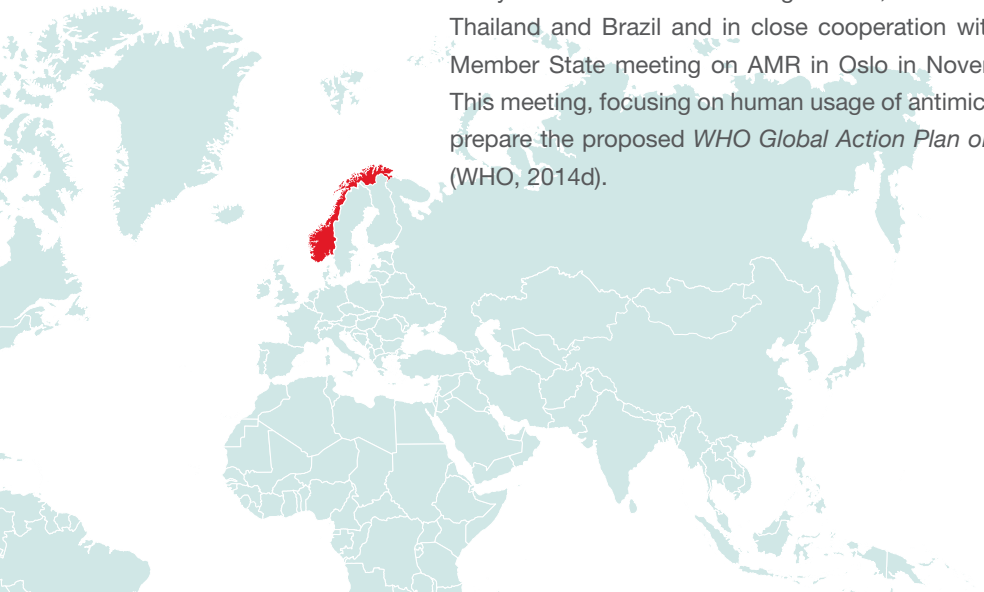 Thailand and Brazil and in close cooperation wit
Member State meeting on AMR in Oslo in Nover
This meeting, focusing on human usage of antimic
prepare the proposed WHO Global Action Plan o
(WHO, 2014d).